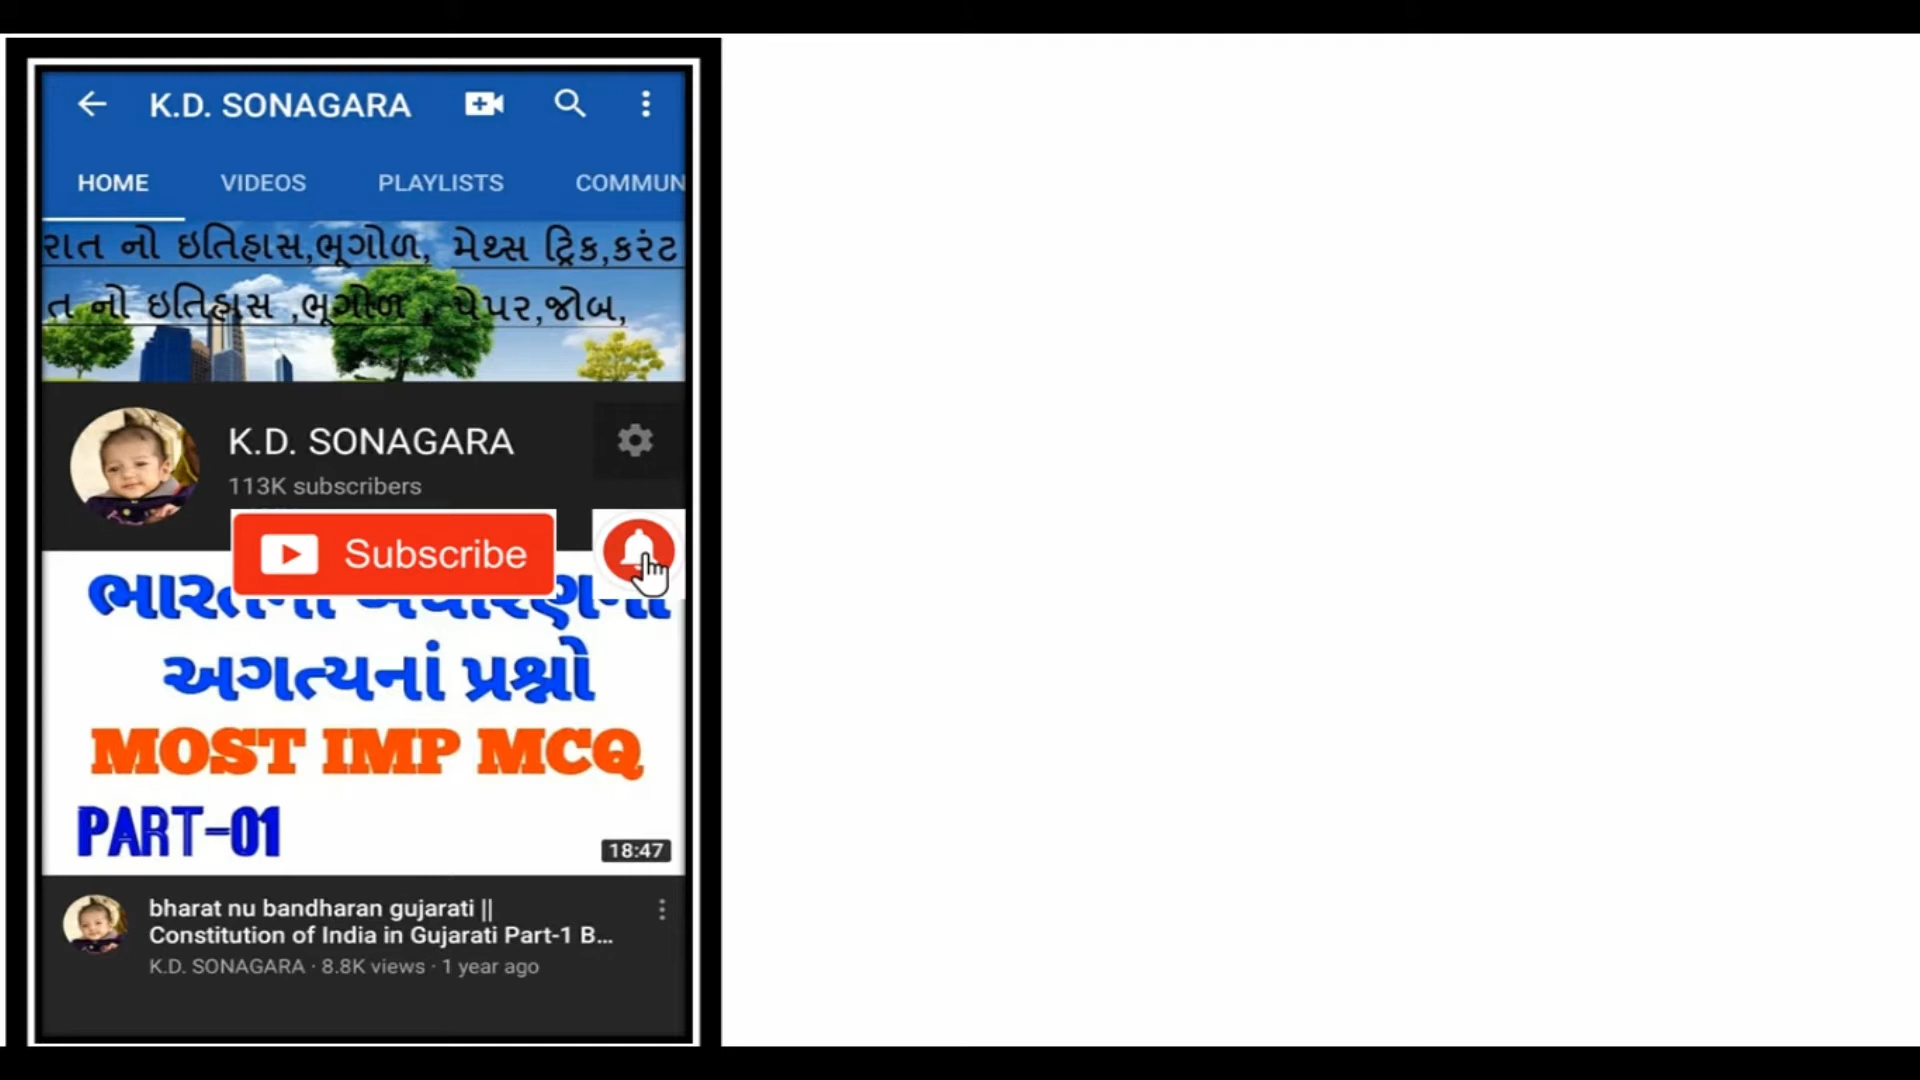 K.D. SONAGARA
HOME VIDEOS PLAYLISTS COMMUN
રાત નો ઇતિહાસ,ભૂગોળ, મેથ્સ ટ્રિક,કરંટ
ત નો ઇતિહાસ ,ભૂગોળ , પેપર,જોબ,
K.D. SONAGARA
113K subscribers
Subscribe
અગત્યનાં પ્રશ્નો
MOST IMP MCQ
PART-01
18:47
bharat nu bandharan gujarati ||
Constitution of India in Gujarati Part-1 B...
K.D. SONAGARA · 8.8K views · 1 year ago